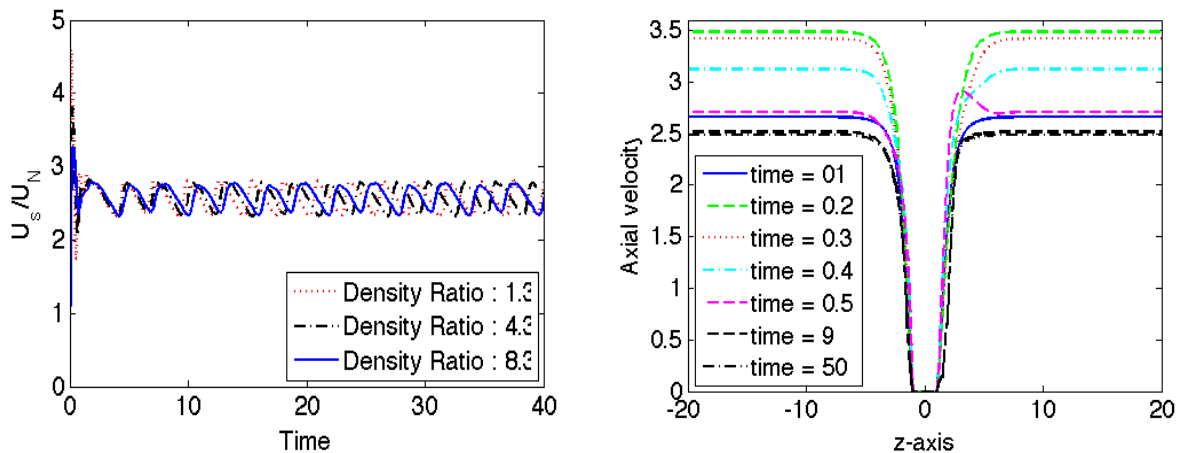 5
4
3
2
1
0
U_s/U_N
0
10
20
30
40
Time
Density Ratio : 1.3
Density Ratio : 4.3
Density Ratio : 8.3
3.5
3
2.5
2
1.5
1
0.5
0
Axial velocity
-20
-10
0
10
20
z-axis
time = 01
time = 0.2
time = 0.3
time = 0.4
time = 0.5
time = 9
time = 50